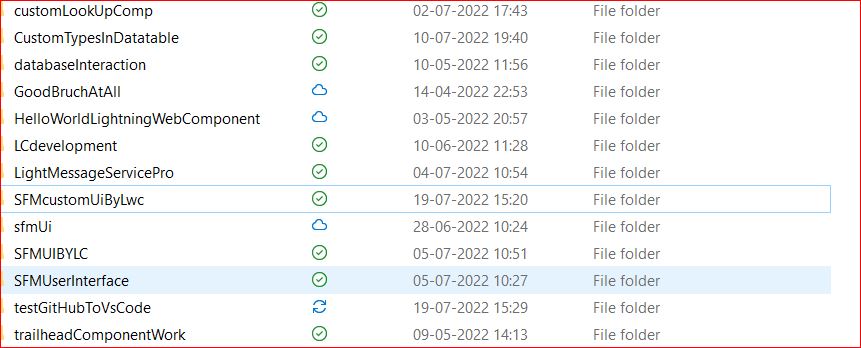 customLookUpComp 02-07-2022 17:43 File folder
CustomTypesInDatatable 10-07-2022 19:40 File folder
databaseInteraction 10-05-2022 11:56 File folder
GoodBruchAtAll 14-04-2022 22:53 File folder
HelloWorldLightningWebComponent 03-05-2022 20:57 File folder
LCdevelopment 10-06-2022 11:28 File folder
LightMessageServicePro 04-07-2022 10:54 File folder
SFMcustomUiByLwc 19-07-2022 15:20 File folder
sfmUi 28-06-2022 10:24 File folder
SFMUIBYLC 05-07-2022 10:51 File folder
SFMUserInterface 05-07-2022 10:27 File folder
testGitHubToVsCode 19-07-2022 15:29 File folder
trailheadComponentWork 09-05-2022 14:13 File folder